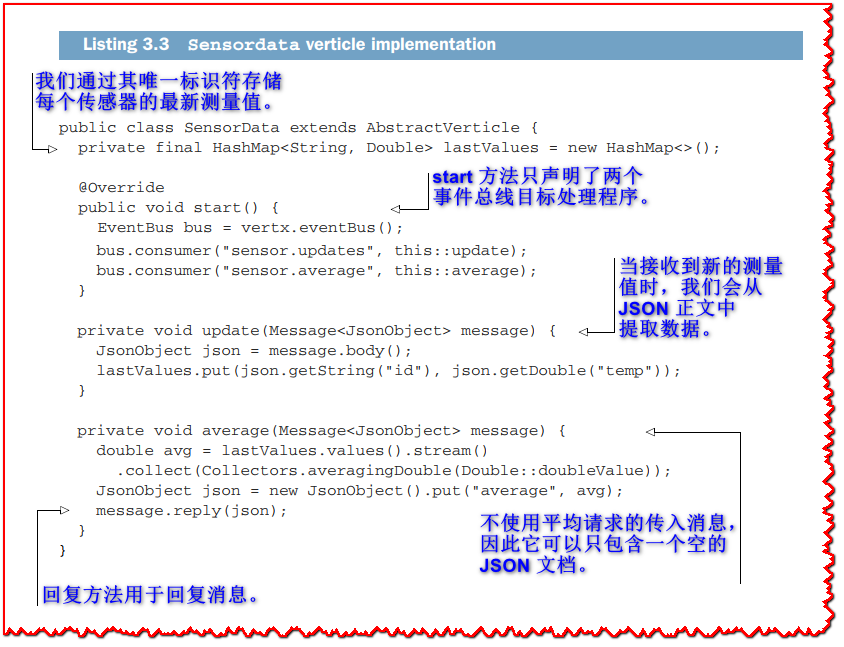 Listing 3.3 Sensordata verticle implementation
我们通过其唯一标识符存储
每个传感器的最新测量值。
public class SensorData extends AbstractVerticle {
private final HashMap<String, Double> lastValues = new HashMap<>();
@Override
start 方法只声明了两个
事件总线目标处理程序。
public void start() {
EventBus bus = vertx.eventBus();
bus.consumer("sensor.updates", this::update);
bus.consumer("sensor.average", this::average);
}
当接收到新的测量
值时，我们会从
JSON 正文中
提取数据。
private void update(Message<JsonObject> message) {
JsonObject json = message.body();
lastValues.put(json.getString("id"), json.getDouble("temp"));
}
private void average(Message<JsonObject> message) {
double avg = lastValues.values().stream()
.collect(Collectors.averagingDouble(Double::doubleValue));
JsonObject json = new JsonObject().put("average", avg);
message.reply(json);
}
}
不使用平均请求的传入消息，
因此它可以只包含一个空的
JSON 文档。
回复方法用于回复消息。